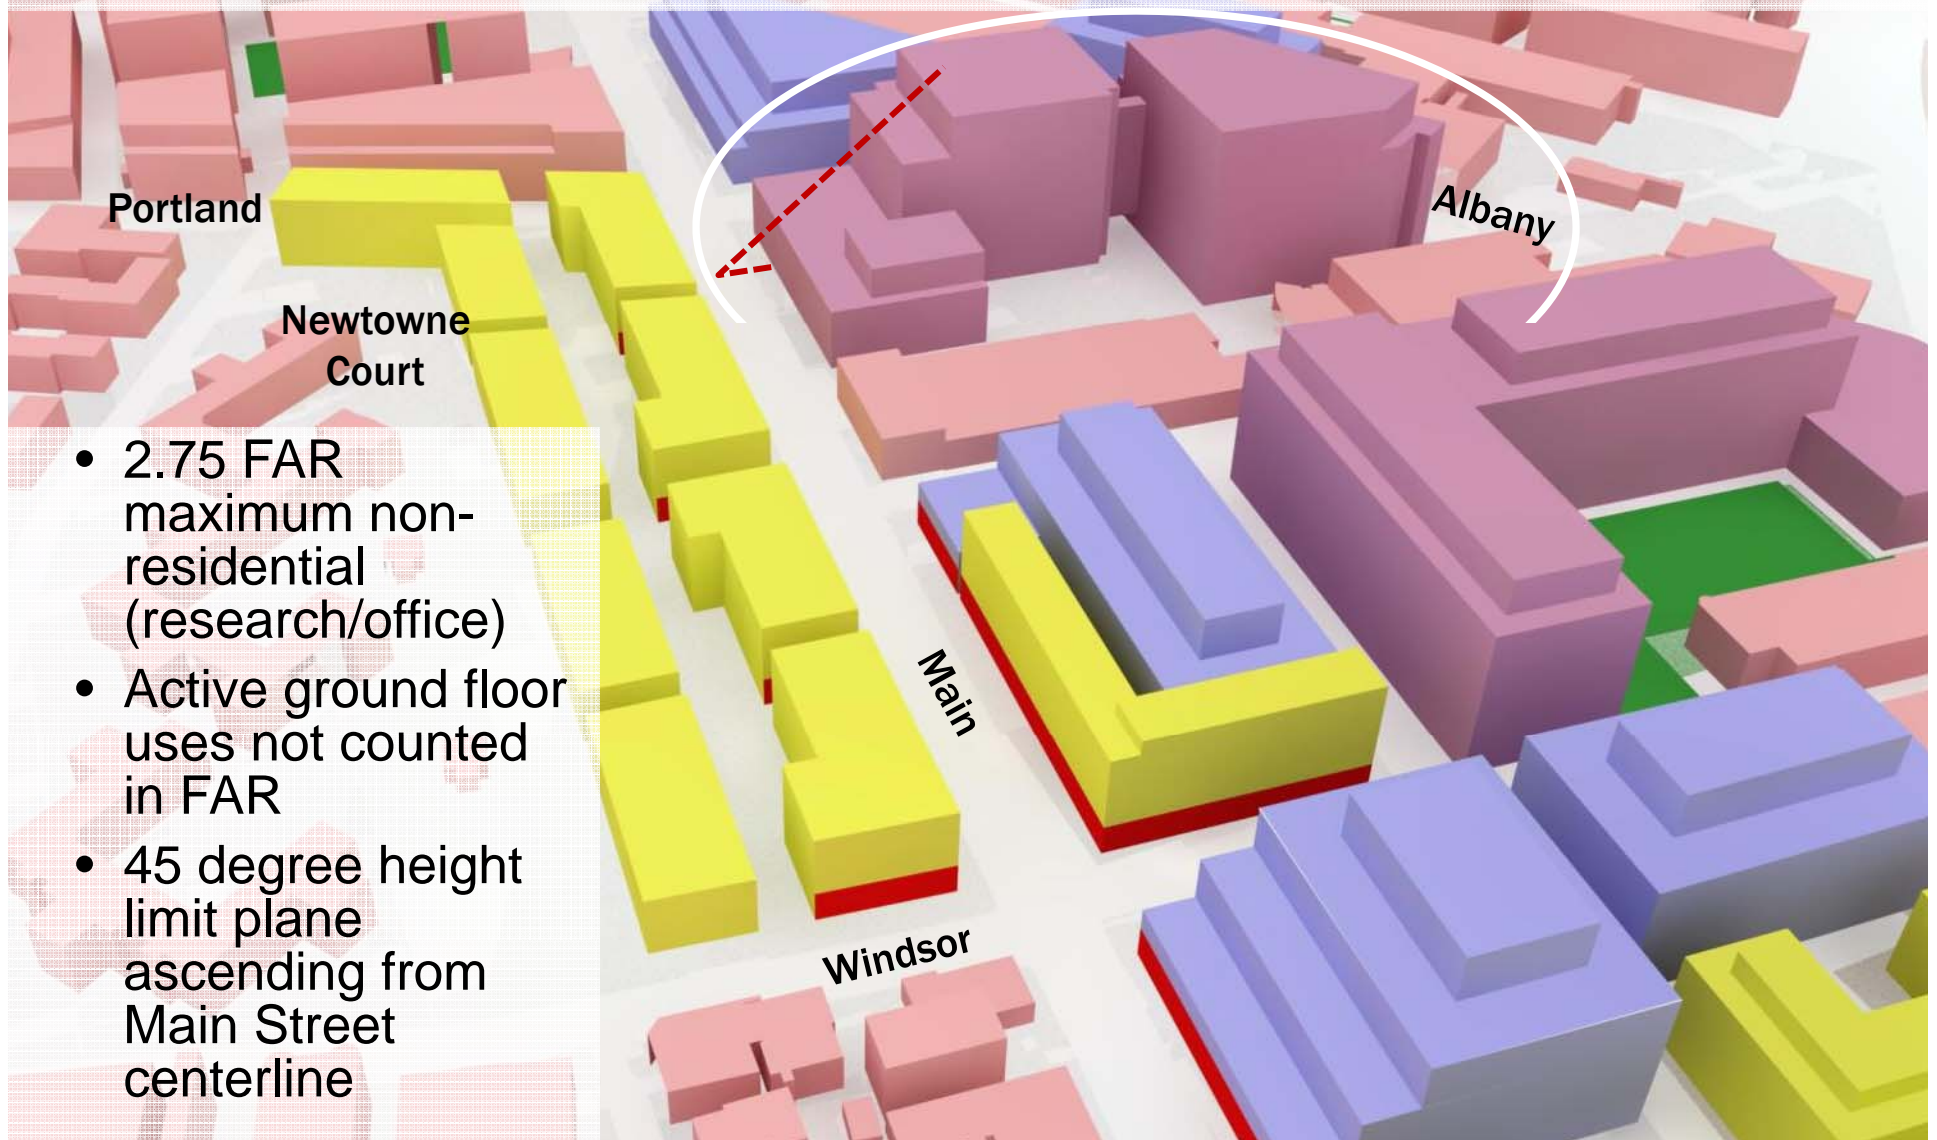 Portland
Albany
Newtowne
Court
• 2.75 FAR
maximum non-
residential
(research/office)
• Active ground floor
uses not counted
in FAR
• 45 degree height
limit plane
ascending from
Main Street
centerline
Main
Windsor